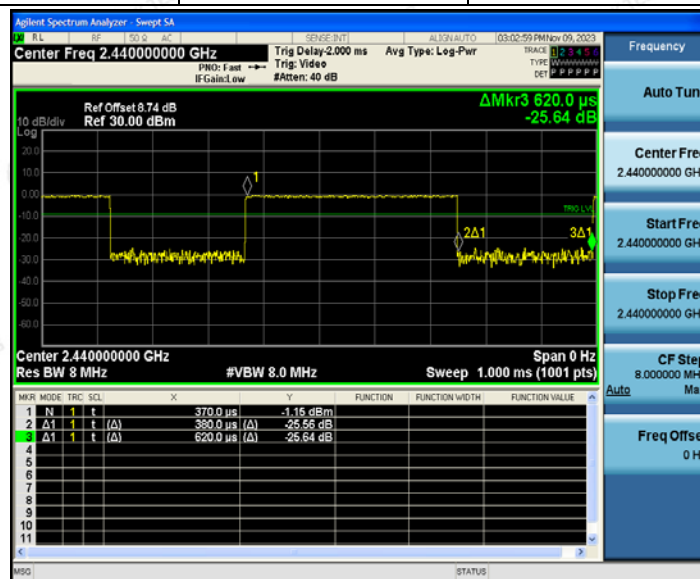 Agilent Spectrum Analyzer - Swept SA
RL RF 50 Ω AC SENSE:INT ALIGN AUTO 03:02:59 PM Nov 09, 2023
Center Freq 2.440000000 GHz
PNO: Fast
IFGain:Low
Trig Delay-2.000 ms
Trig: Video
#Atten: 40 dB
Avg Type: Log-Pwr
TRACE 1 2 3 4 5 6
TYPE
DET P P P P P P
Ref Offset 8.74 dB
Ref 30.00 dBm
10 dB/div
Log
ΔMkr3 620.0 µs
-25.64 dB
20.0
10.0
0.00
-10.0
-20.0
-30.0
-40.0
-50.0
-60.0
1
TRIG LVL
2Δ1
3Δ1
Center 2.440000000 GHz
Res BW 8 MHz
#VBW 8.0 MHz
Span 0 Hz
Sweep 1.000 ms (1001 pts)
MKR MODE TRC SCL X Y FUNCTION FUNCTION WIDTH FUNCTION VALUE
1 N 1 t 370.0 µs -1.15 dBm
2 Δ1 1 t (Δ) 380.0 µs (Δ) -25.56 dB
3 Δ1 1 t (Δ) 620.0 µs (Δ) -25.64 dB
4
5
6
7
8
9
10
11
MSG STATUS
Frequency
Auto Tun
Center Fre
2.440000000 GH
Start Fre
2.440000000 GH
Stop Fre
2.440000000 GH
CF Step
8.000000 MH
Auto Ma
Freq Offse
0 H